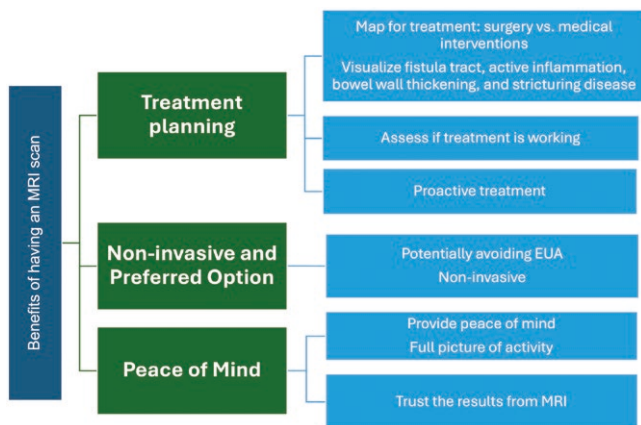 Benefits of having an MRI scan
Treatment
planning
Map for treatment: surgery vs. medical
interventions
Visualize fistula tract, active inflammation,
bowel wall thickening, and stricturing disease
Assess if treatment is working
Proactive treatment
Non-invasive and
Preferred Option
Potentially avoiding EUA
Non-invasive
Peace of Mind
Provide peace of mind
Full picture of activity
Trust the results from MRI